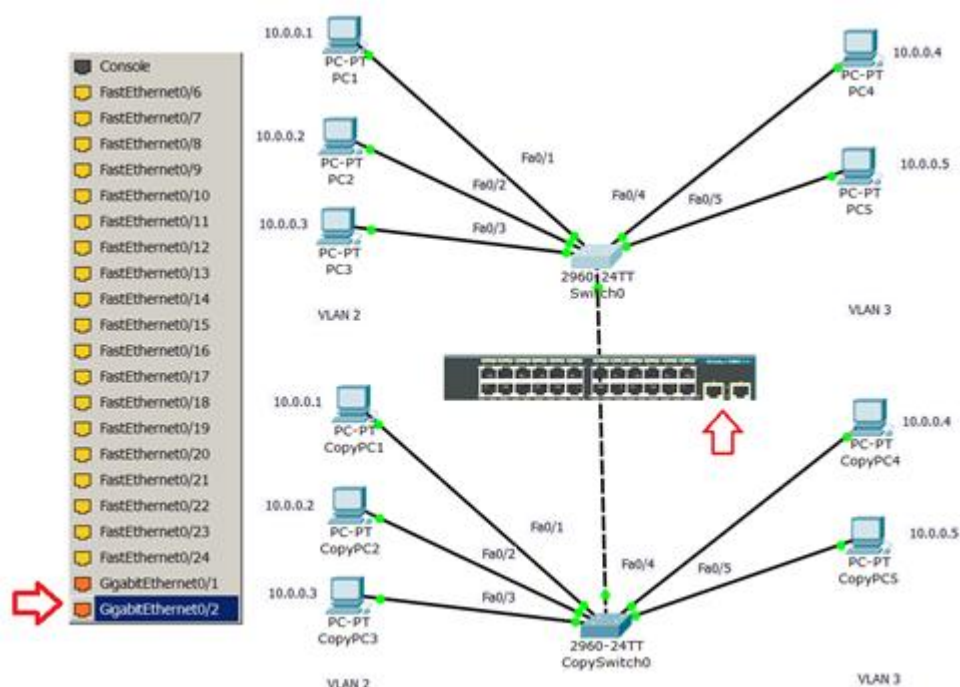 Console
FastEthernet0/6
FastEthernet0/7
FastEthernet0/8
FastEthernet0/9
FastEthernet0/10
FastEthernet0/11
FastEthernet0/12
FastEthernet0/13
FastEthernet0/14
FastEthernet0/15
FastEthernet0/16
FastEthernet0/17
FastEthernet0/18
FastEthernet0/19
FastEthernet0/20
FastEthernet0/21
FastEthernet0/22
FastEthernet0/23
FastEthernet0/24
GigabitEthernet0/1
GigabitEthernet0/2
10.0.0.1
PC-PT
PC1
10.0.0.2
PC-PT
PC2
10.0.0.3
PC-PT
PC3
VLAN 2
Fa0/1
Fa0/2
Fa0/3
Fa0/4
Fa0/5
2960-24TT
Switch0
10.0.0.4
PC-PT
PC4
10.0.0.5
PC-PT
PC5
VLAN 3
10.0.0.1
PC-PT
CopyPC1
10.0.0.2
PC-PT
CopyPC2
10.0.0.3
PC-PT
CopyPC3
VLAN 2
Fa0/1
Fa0/2
Fa0/3
Fa0/4
Fa0/5
2960-24TT
CopySwitch0
10.0.0.4
PC-PT
CopyPC4
10.0.0.5
PC-PT
CopyPC5
VLAN 3